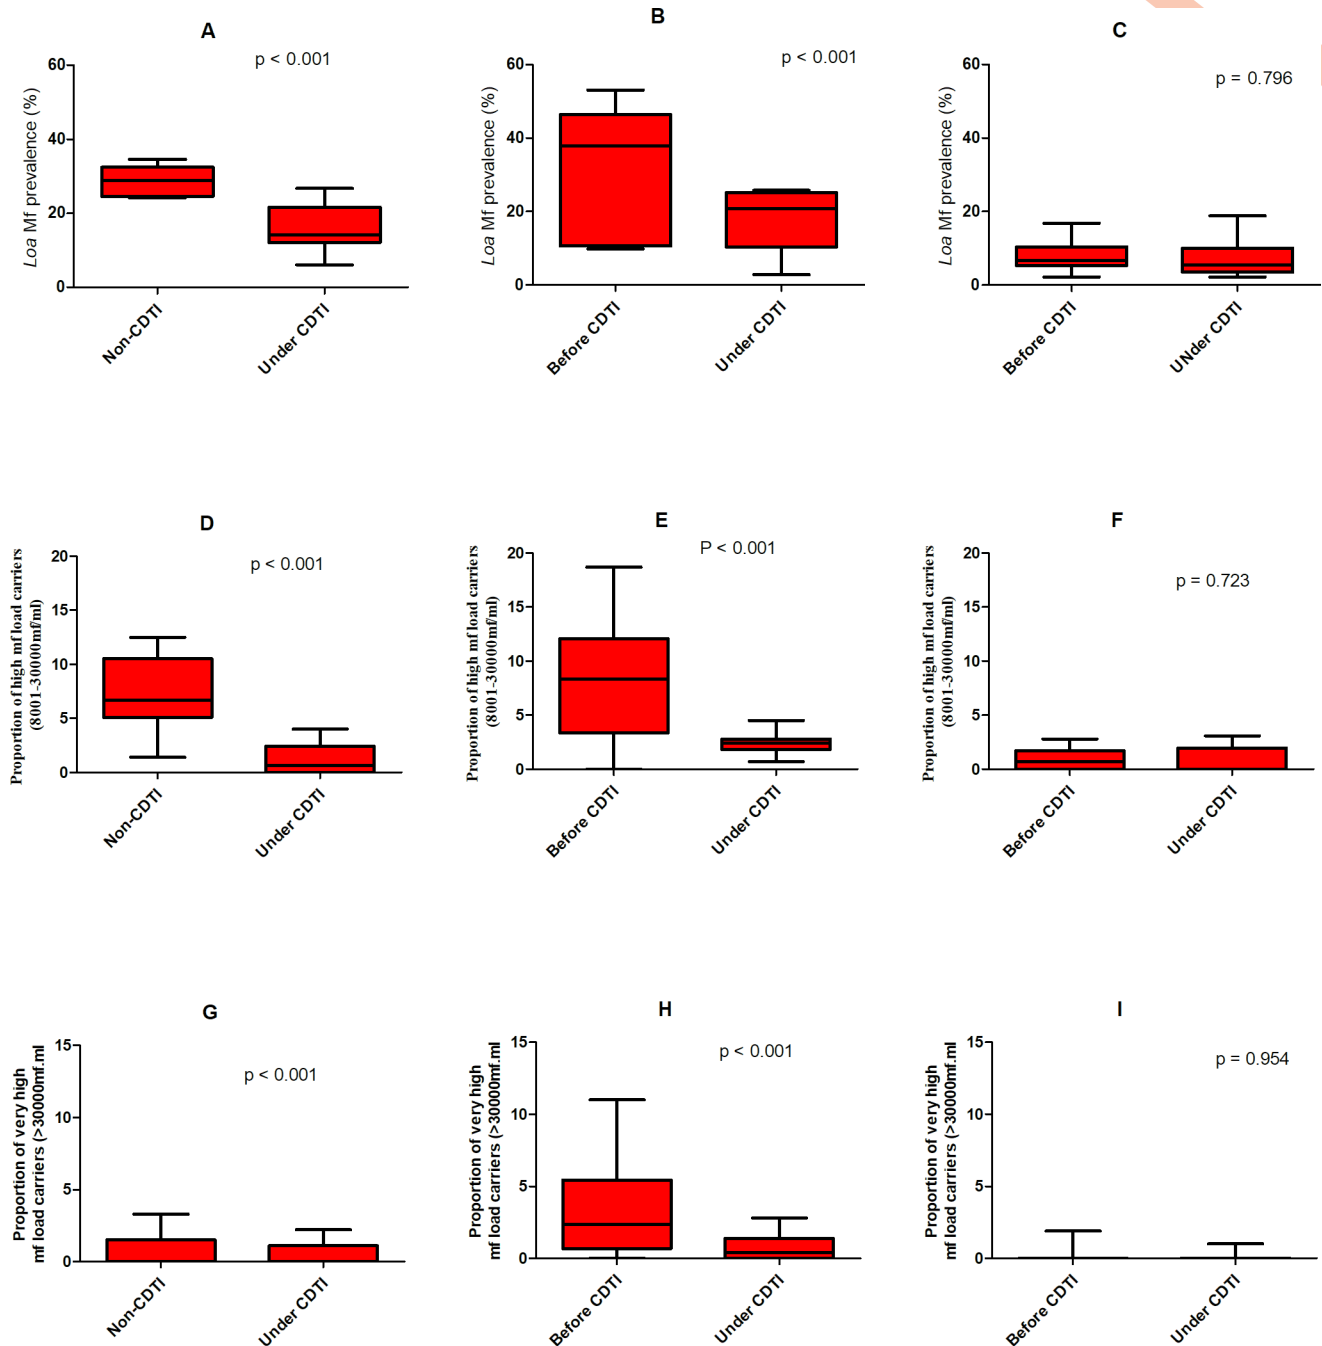 A
p < 0.001
Loa Mf prevalence (%)
60
40
20
0
Non-CDTI
Under CDTI
B
p < 0.001
Loa Mf prevalence (%)
60
40
20
0
Before CDTI
Under CDTI
C
p = 0.796
Loa Mf prevalence (%)
60
40
20
0
Before CDTI
UNder CDTI
D
p < 0.001
Proportion of high mf load carriers
(8001-30000mf/ml)
20
15
10
5
0
Non-CDTI
Under CDTI
E
P < 0.001
Proportion of high mf load carriers
(8001-30000mf/ml)
20
15
10
5
0
Before CDTI
Under CDTI
F
p = 0.723
Proportion of high mf load carriers
(8001-30000mf/ml)
20
15
10
5
0
Before CDTI
Under CDTI
G
p < 0.001
Proportion of very high
mf load carriers (>30000mf.ml
15
10
5
0
Non-CDTI
Under CDTI
H
p < 0.001
Proportion of very high
mf load carriers (>30000mf.ml
15
10
5
0
Before CDTI
Under CDTI
I
p = 0.954
Proportion of very high
mf load carriers (>30000mf.ml
15
10
5
0
Before CDTI
Under CDTI